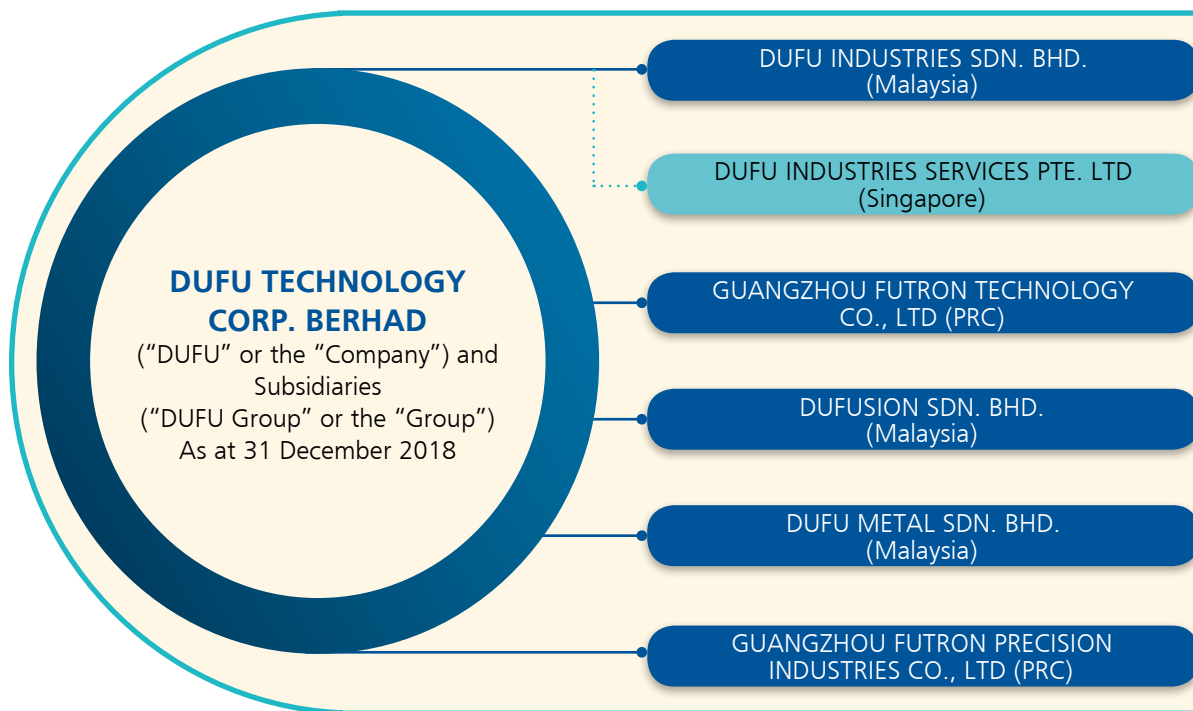 DUFU TECHNOLOGY
CORP. BERHAD
(“DUFU” or the “Company”) and
Subsidiaries
(“DUFU Group” or the “Group”)
As at 31 December 2018
DUFU INDUSTRIES SDN. BHD.
(Malaysia)
DUFU INDUSTRIES SERVICES PTE. LTD
(Singapore)
GUANGZHOU FUTRON TECHNOLOGY
CO., LTD (PRC)
DUFUSION SDN. BHD.
(Malaysia)
DUFU METAL SDN. BHD.
(Malaysia)
GUANGZHOU FUTRON PRECISION
INDUSTRIES CO., LTD (PRC)